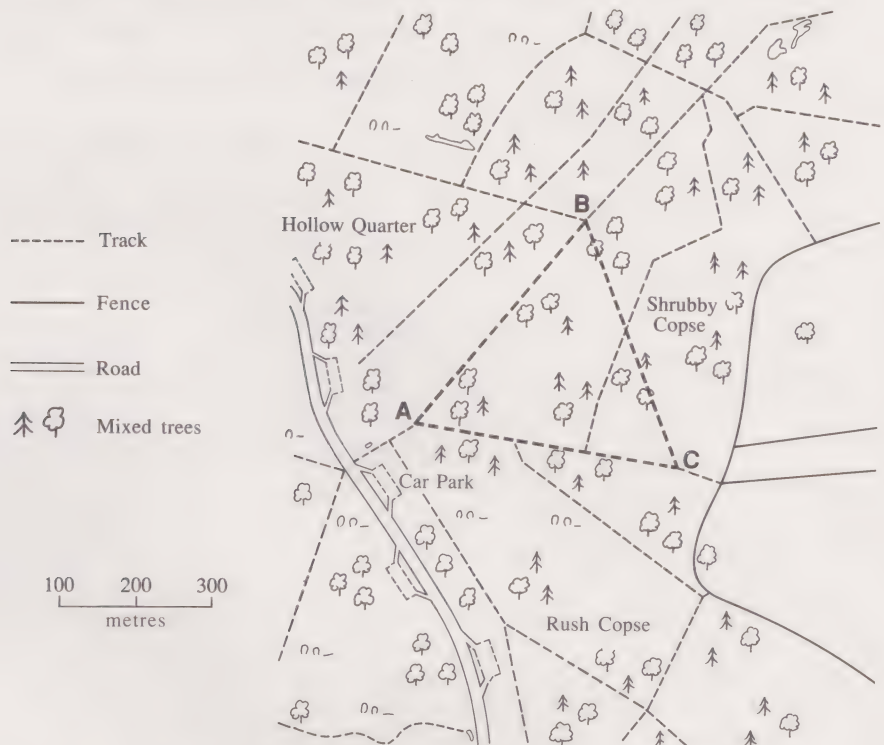 Track
Fence
Road
Mixed trees
100 200 300
metres
Hollow Quarter
B
Shrubby
Copse
A
C
Car Park
Rush Copse